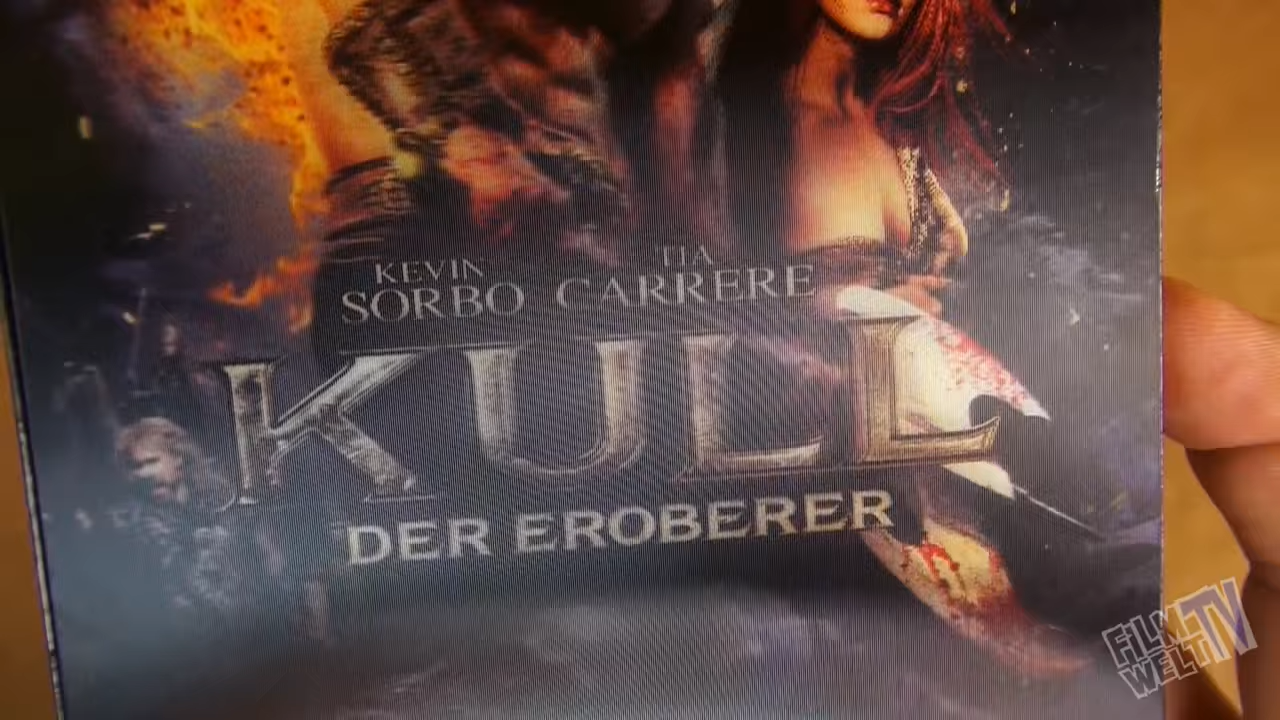 KEVIN TIA
SORBO CARRERE
KULL
DER EROBERER
FILM TV
WELT